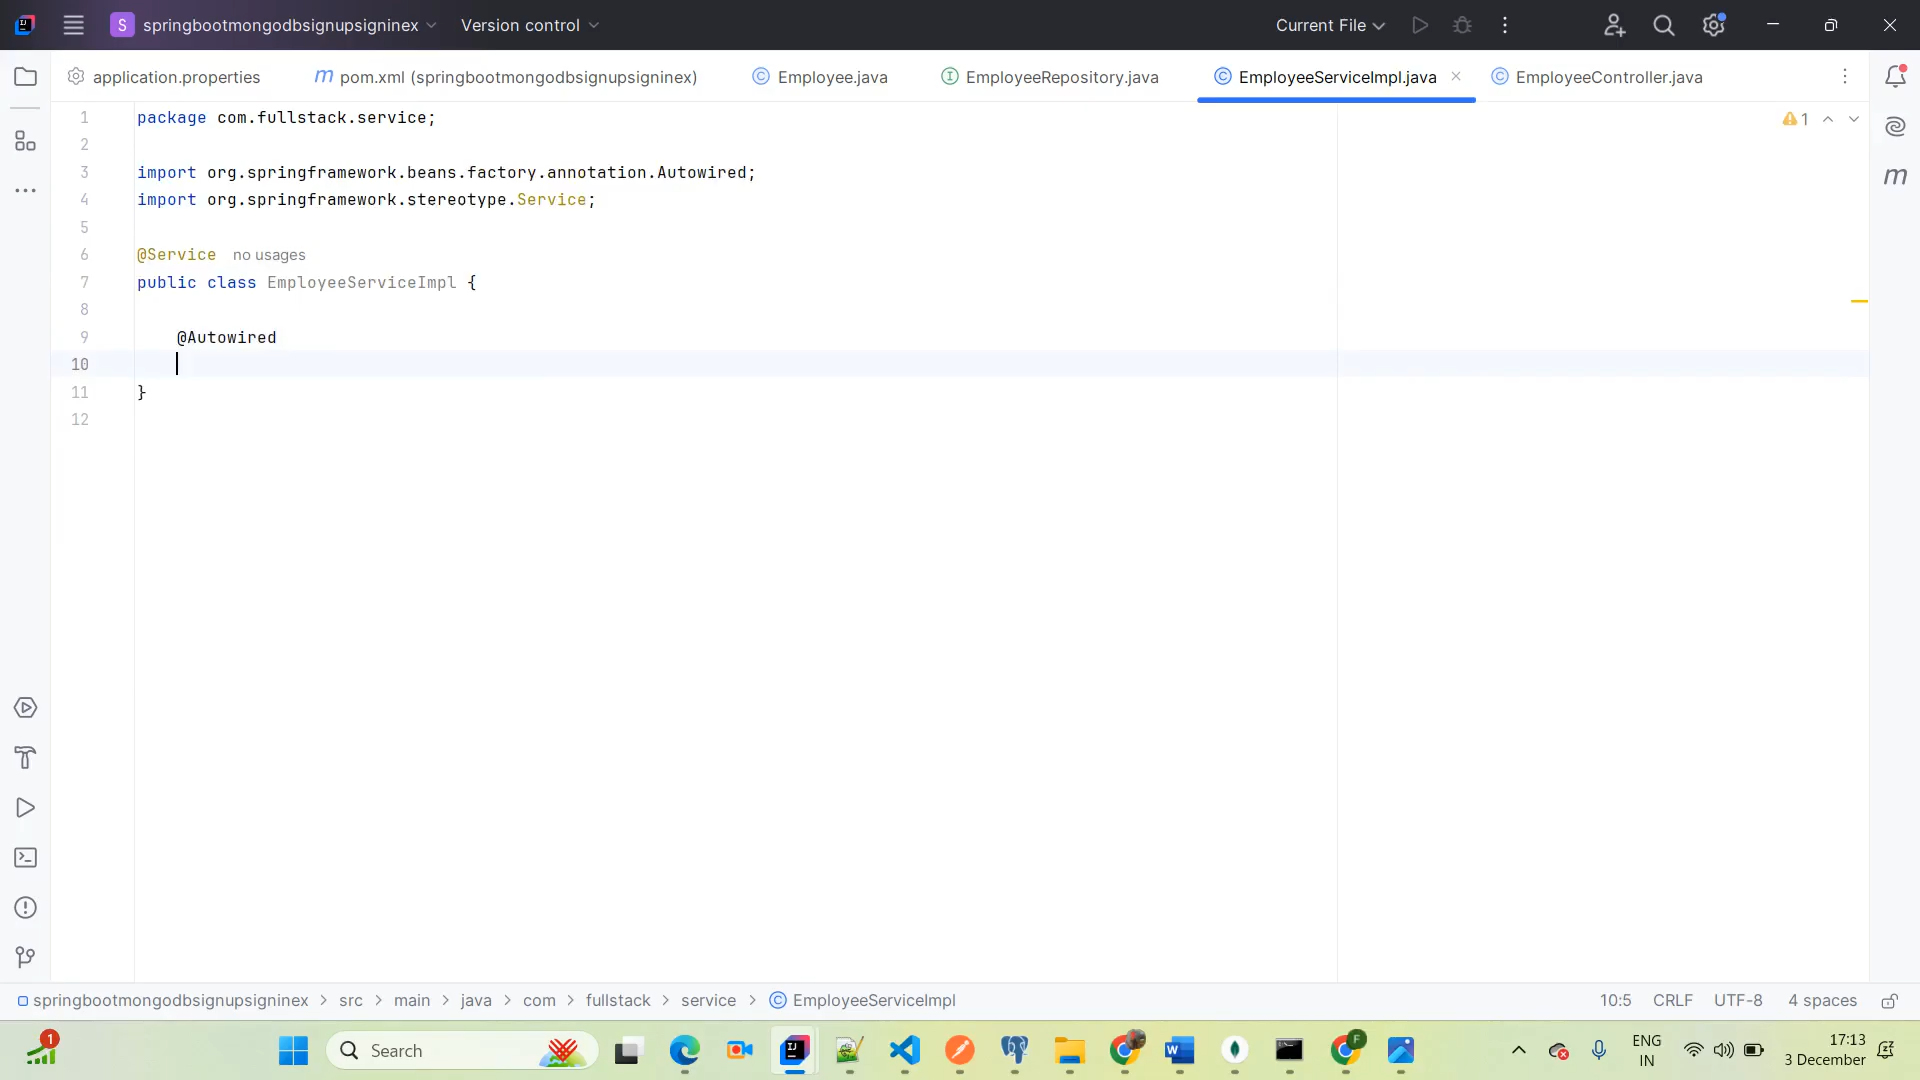 S springbootmongodbsignupsigninex Version control Current File
application.properties m pom.xml (springbootmongodbsignupsigninex) C Employee.java I EmployeeRepository.java C EmployeeServiceImpl.java C EmployeeController.java
1 package com.fullstack.service;
2
3 import org.springframework.beans.factory.annotation.Autowired;
4 import org.springframework.stereotype.Service;
5
6 @Service no usages
7 public class EmployeeServiceImpl {
8
9 @Autowired
10
11 }
12
1
m
springbootmongodbsignupsigninex > src > main > java > com > fullstack > service > C EmployeeServiceImpl 10:5 CRLF UTF-8 4 spaces
1 Search ENG IN 17:13
3 December